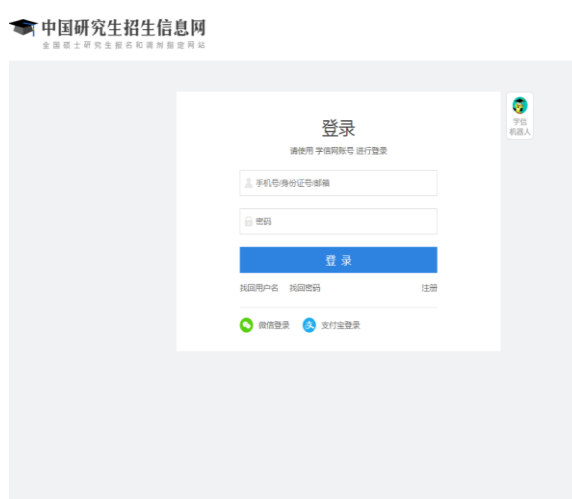 中国研究生招生信息网
全国硕士研究生报名和调剂指定网站
登录
请使用 学信网账号 进行登录
手机号/身份证号/邮箱
密码
登 录
找回用户名 找回密码 注册
微信登录 支付宝登录
学信
机器人